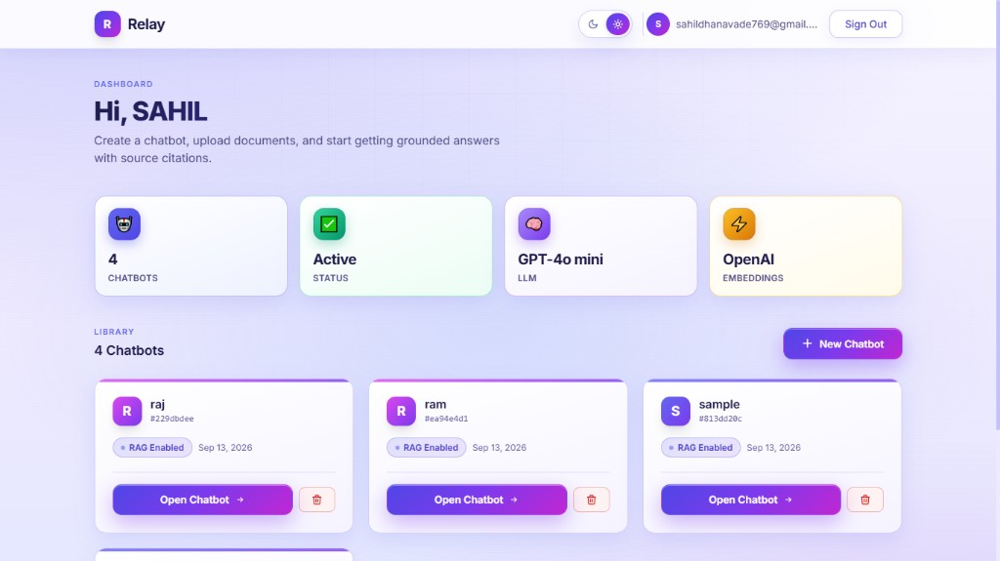 R Relay
S sahildhanavade769@gmail.... Sign Out
DASHBOARD
Hi, SAHIL
Create a chatbot, upload documents, and start getting grounded answers
with source citations.
4
CHATBOTS
Active
STATUS
GPT-4o mini
LLM
OpenAI
EMBEDDINGS
LIBRARY
4 Chatbots
+ New Chatbot
R raj
#229dbdee
RAG Enabled Sep 13, 2026
Open Chatbot →
R ram
#ea94e4d1
RAG Enabled Sep 13, 2026
Open Chatbot →
S sample
#813dd20c
RAG Enabled Sep 13, 2026
Open Chatbot →